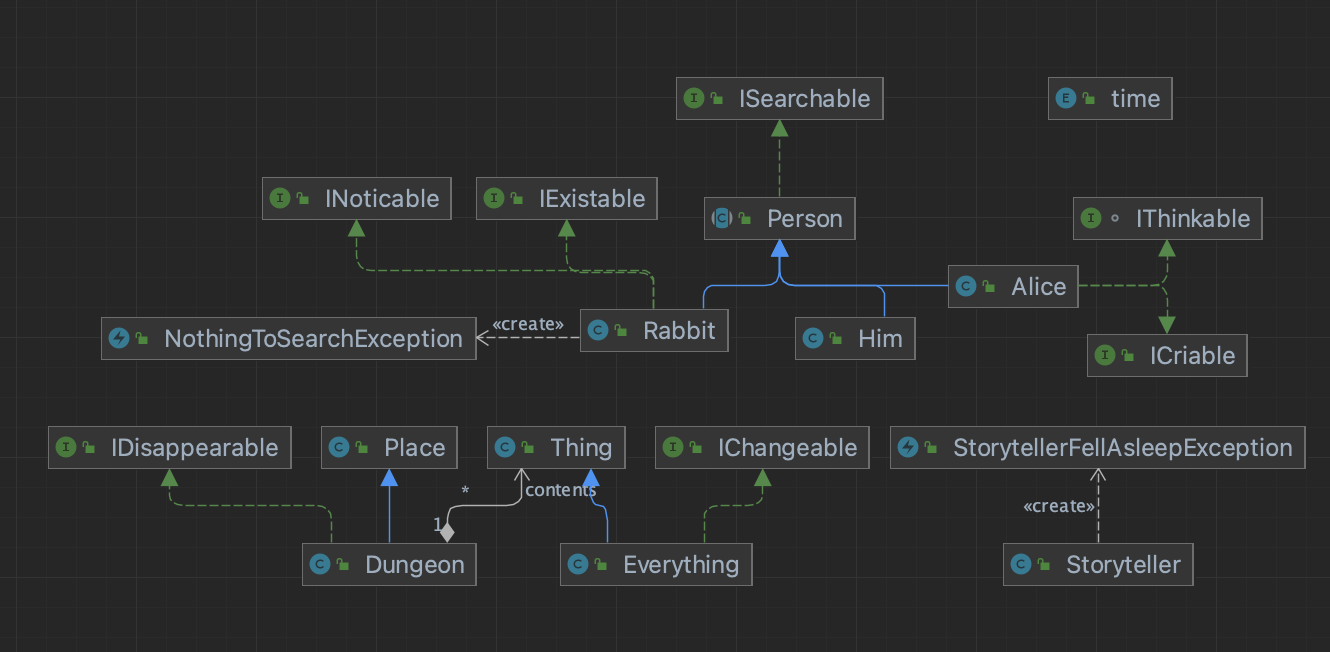 ISearchable
E time
I INoticable
I IExistable
C Person
I IThinkable
C Alice
NothingToSearchException
«create»
C Rabbit
C Him
I ICriable
I IDisappearable
C Place
C Thing
I IChangeable
StorytellerFellAsleepException
*
contents
1
«create»
C Dungeon
C Everything
C Storyteller